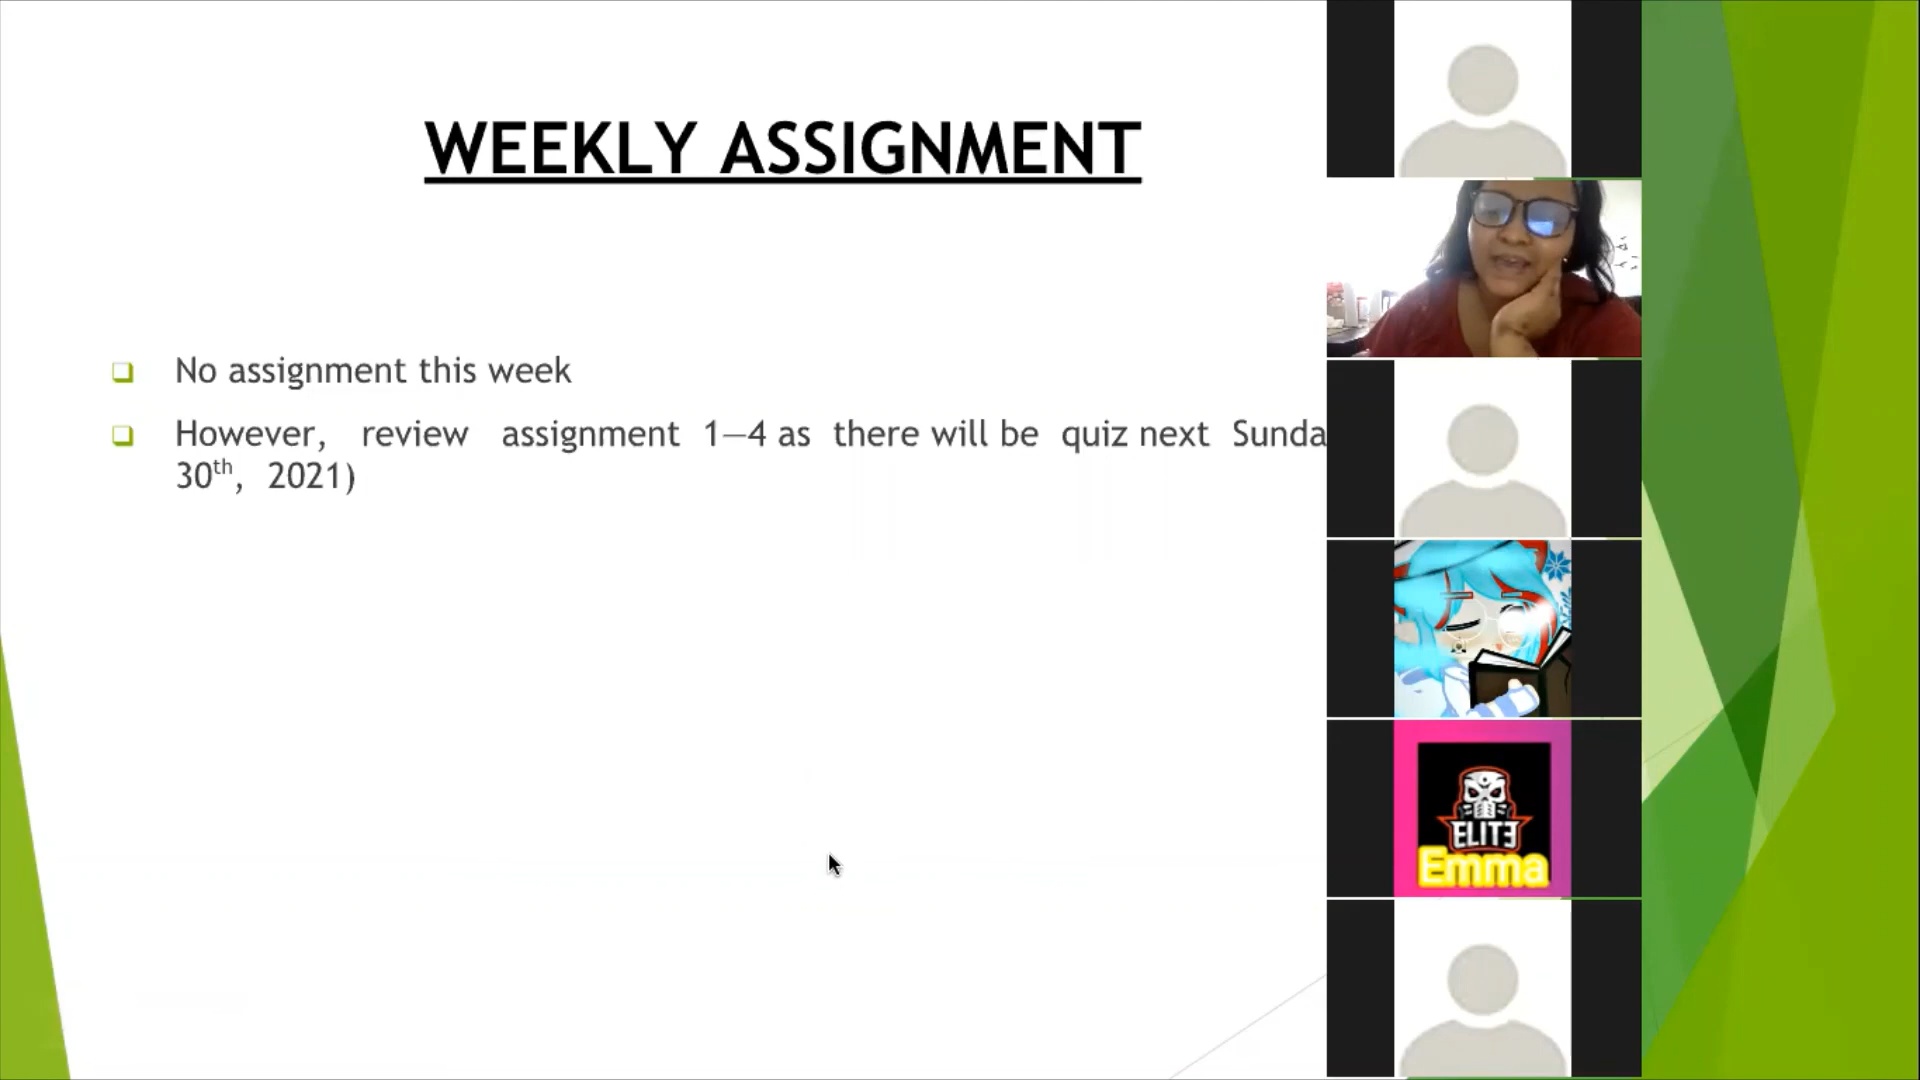 WEEKLY ASSIGNMENT
No assignment this week
However, review assignment 1—4 as there will be quiz next Sunda
30th, 2021)
ELITE
Emma